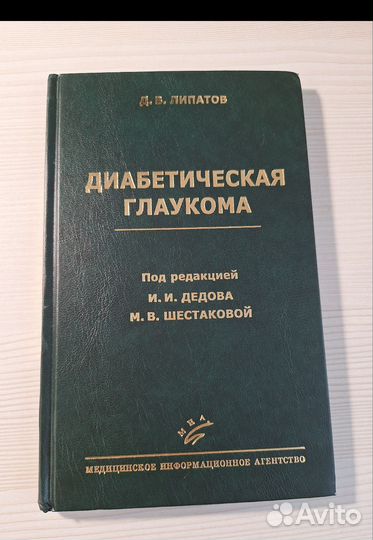 Д. В. ЛИПАТОВ
ДИАБЕТИЧЕСКАЯ
ГЛАУКОМА
Под редакцией
И. И. ДЕДОВА
М. В. ШЕСТАКОВОЙ
МИА
МЕДИЦИНСКОЕ ИНФОРМАЦИОННОЕ АГЕНТСТВО
Avito